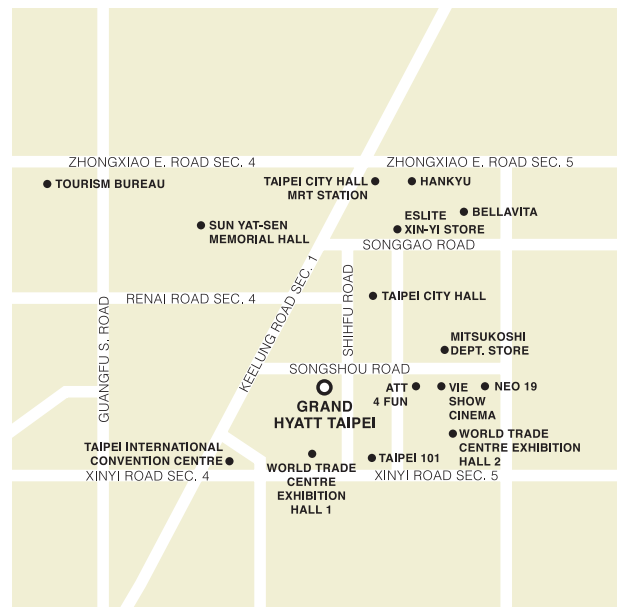 ZHONGXIAO E. ROAD SEC. 4
ZHONGXIAO E. ROAD SEC. 5
TOURISM BUREAU
TAIPEI CITY HALL
MRT STATION
HANKYU
BELLAVITA
ESLITE
XIN-YI STORE
SUN YAT-SEN
MEMORIAL HALL
SONGGAO ROAD
KEELUNG ROAD SEC. 1
SHIHFU ROAD
GUANGFU S. ROAD
RENAI ROAD SEC. 4
TAIPEI CITY HALL
MITSUKOSHI
DEPT. STORE
SONGSHOU ROAD
GRAND
HYATT TAIPEI
ATT
4 FUN
VIE
SHOW
CINEMA
NEO 19
WORLD TRADE
CENTRE EXHIBITION
HALL 2
TAIPEI INTERNATIONAL
CONVENTION CENTRE
WORLD TRADE
CENTRE
EXHIBITION
HALL 1
TAIPEI 101
XINYI ROAD SEC. 4
XINYI ROAD SEC. 5